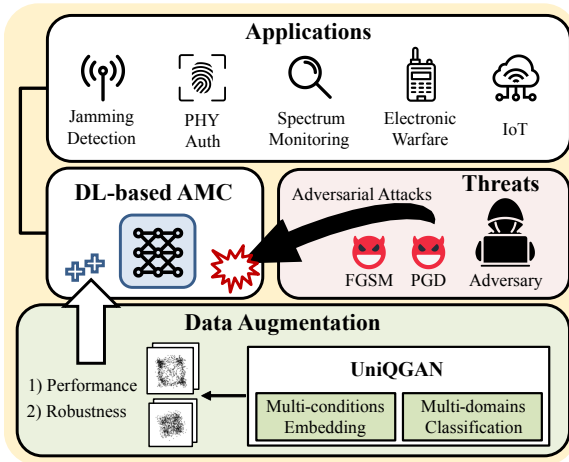 Applications
Jamming
Detection
PHY
Auth
Spectrum
Monitoring
Electronic
Warfare
IoT
DL-based AMC
Threats
Adversarial Attacks
FGSM
PGD
Adversary
Data Augmentation
1) Performance
2) Robustness
UniQGAN
Multi-conditions
Embedding
Multi-domains
Classification